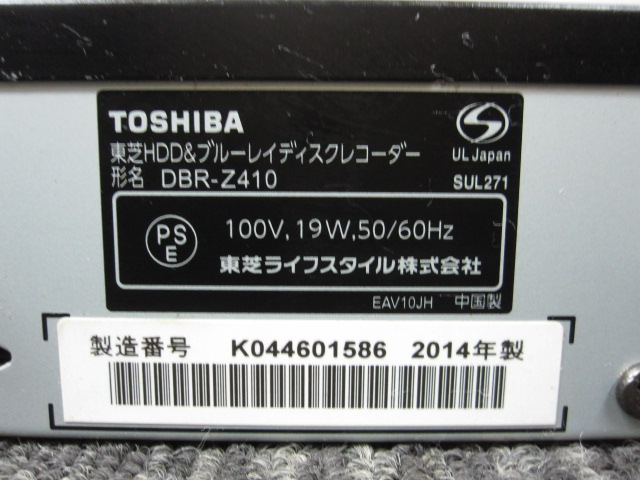 TOSHIBA
東芝HDD&ブルーレイディスクレコーダー
形名 DBR-Z410
S
UL Japan
SUL271
PS
E
100V, 19W, 50/60Hz
東芝ライフスタイル株式会社
EAV10JH 中国製
製造番号 K044601586 2014年製